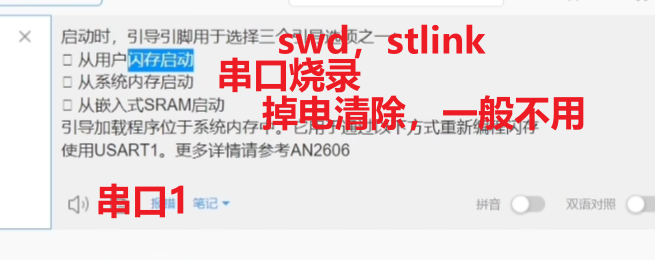 启动时，引导引脚用于选择三个引导选项之一
swd，stlink
从用户闪存启动
从系统内存启动
串口烧录
从嵌入式SRAM启动
掉电清除，一般不用
引导加载程序位于系统内存中。它用于通过以下方式重新编程闪存
使用USART1。更多详情请参考AN2606
串口1
笔记
拼音
双语对照